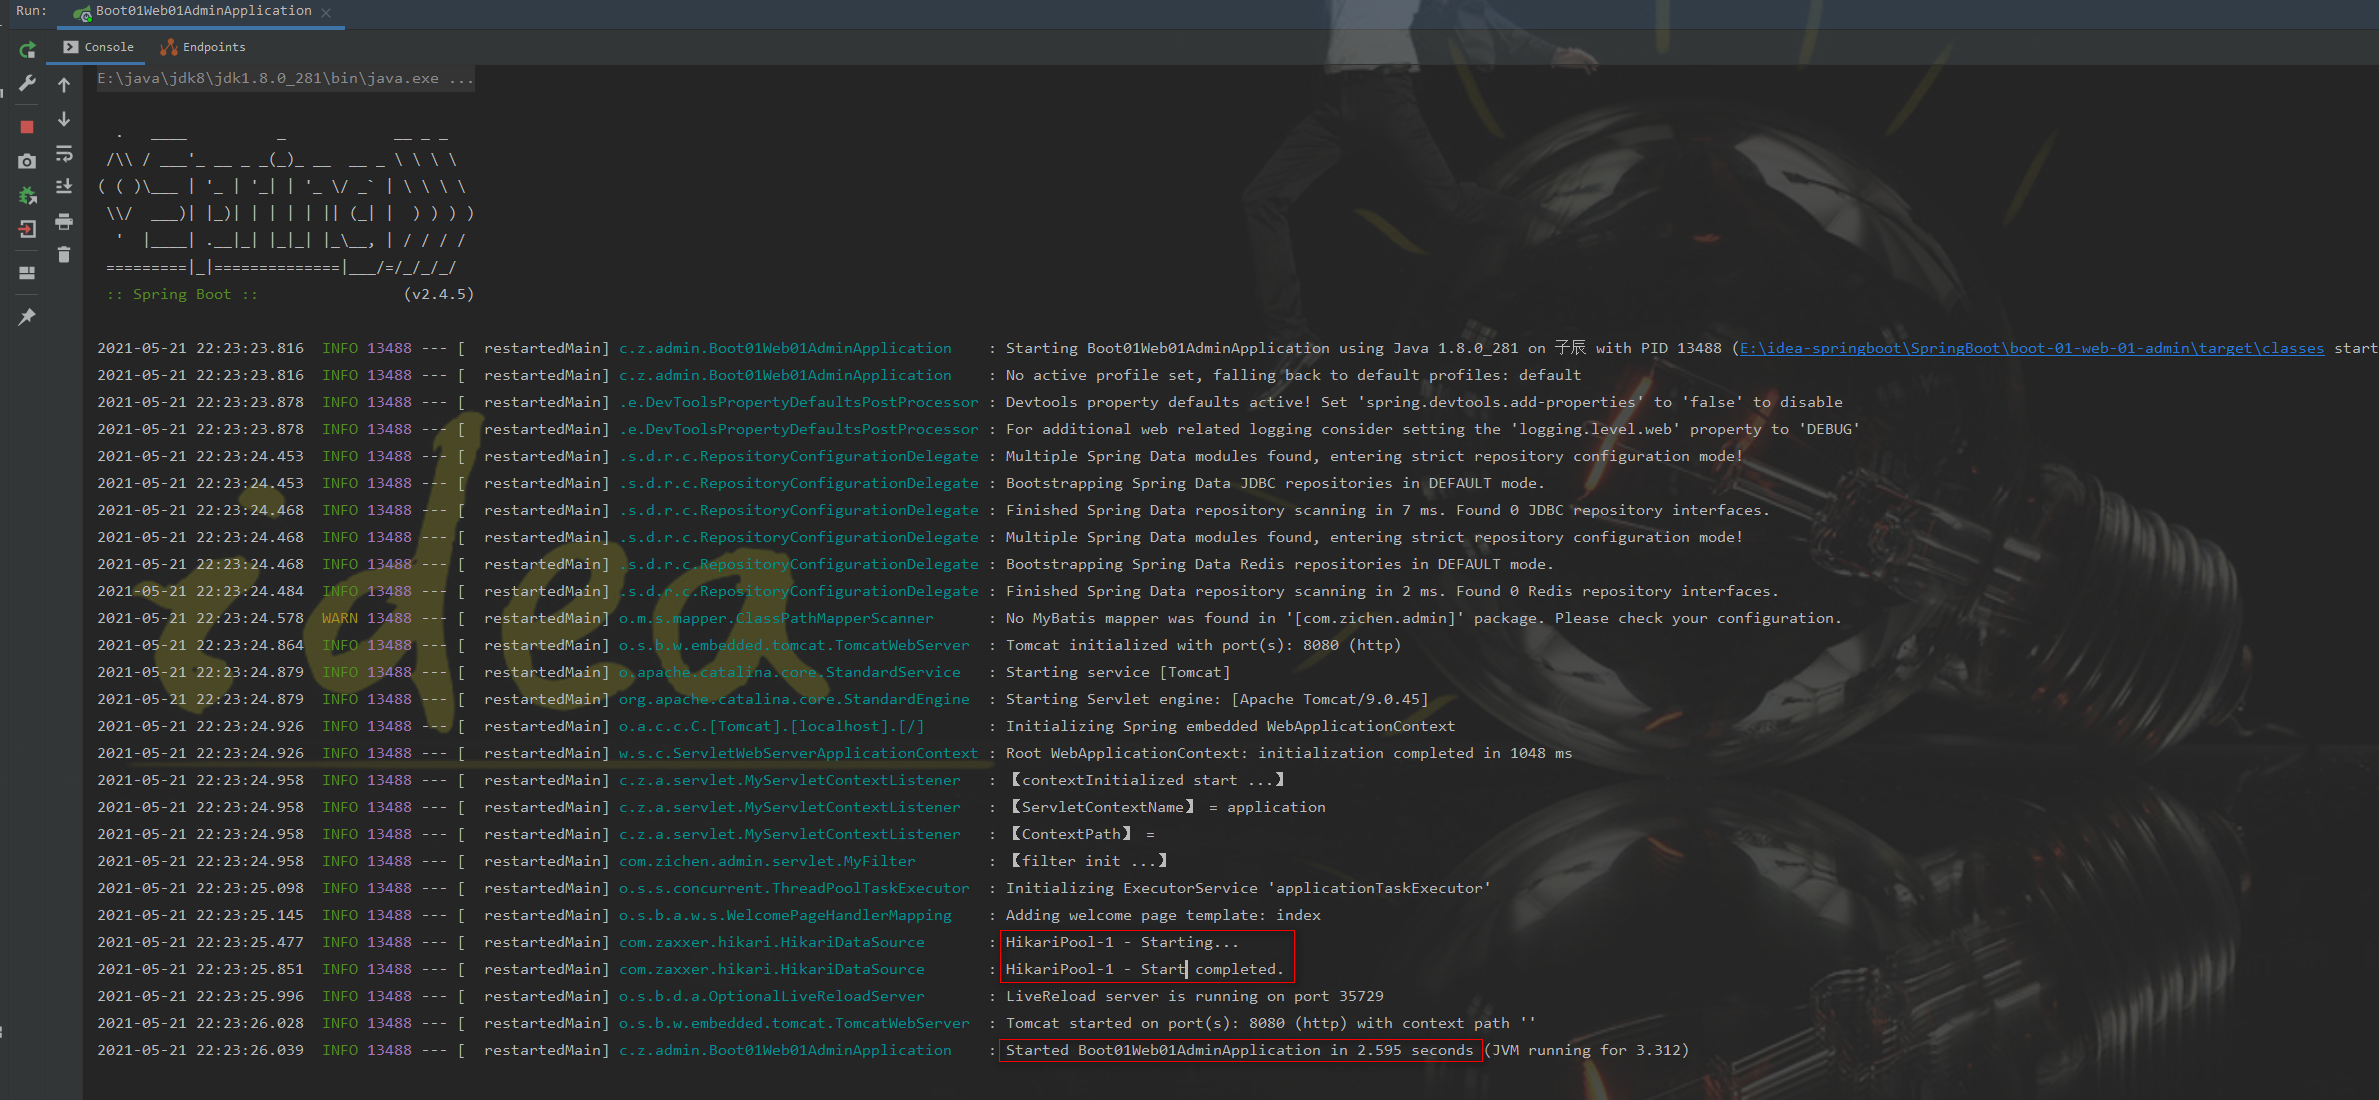 Run: Boot01Web01AdminApplication
Console Endpoints
E:\java\jdk8\jdk1.8.0_281\bin\java.exe ...
  .   ____          _            __ _ _
 /\\ / ___'_ __ _ _(_)_ __  __ _ \ \ \ \
( ( )\___ | '_ | '_| | '_ \/ _` | \ \ \ \
 \\/  ___)| |_)| | | | | || (_| |  ) ) ) )
  '  |____| .__|_| |_|_| |_\__, | / / / /
 =========|_|==============|___/=/_/_/_/
 :: Spring Boot ::                (v2.4.5)
2021-05-21 22:23:23.816  INFO 13488 --- [  restartedMain] c.z.admin.Boot01Web01AdminApplication    : Starting Boot01Web01AdminApplication using Java 1.8.0_281 on 子辰 with PID 13488 (E:\idea-springboot\SpringBoot\boot-01-web-01-admin\target\classes start
2021-05-21 22:23:23.816  INFO 13488 --- [  restartedMain] c.z.admin.Boot01Web01AdminApplication    : No active profile set, falling back to default profiles: default
2021-05-21 22:23:23.878  INFO 13488 --- [  restartedMain] .e.DevToolsPropertyDefaultsPostProcessor : Devtools property defaults active! Set 'spring.devtools.add-properties' to 'false' to disable
2021-05-21 22:23:23.878  INFO 13488 --- [  restartedMain] .e.DevToolsPropertyDefaultsPostProcessor : For additional web related logging consider setting the 'logging.level.web' property to 'DEBUG'
2021-05-21 22:23:24.453  INFO 13488 --- [  restartedMain] .s.d.r.c.RepositoryConfigurationDelegate : Multiple Spring Data modules found, entering strict repository configuration mode!
2021-05-21 22:23:24.453  INFO 13488 --- [  restartedMain] .s.d.r.c.RepositoryConfigurationDelegate : Bootstrapping Spring Data JDBC repositories in DEFAULT mode.
2021-05-21 22:23:24.468  INFO 13488 --- [  restartedMain] .s.d.r.c.RepositoryConfigurationDelegate : Finished Spring Data repository scanning in 7 ms. Found 0 JDBC repository interfaces.
2021-05-21 22:23:24.468  INFO 13488 --- [  restartedMain] .s.d.r.c.RepositoryConfigurationDelegate : Multiple Spring Data modules found, entering strict repository configuration mode!
2021-05-21 22:23:24.468  INFO 13488 --- [  restartedMain] .s.d.r.c.RepositoryConfigurationDelegate : Bootstrapping Spring Data Redis repositories in DEFAULT mode.
2021-05-21 22:23:24.484  INFO 13488 --- [  restartedMain] .s.d.r.c.RepositoryConfigurationDelegate : Finished Spring Data repository scanning in 2 ms. Found 0 Redis repository interfaces.
2021-05-21 22:23:24.578  WARN 13488 --- [  restartedMain] o.m.s.mapper.ClassPathMapperScanner      : No MyBatis mapper was found in '[com.zichen.admin]' package. Please check your configuration.
2021-05-21 22:23:24.864  INFO 13488 --- [  restartedMain] o.s.b.w.embedded.tomcat.TomcatWebServer  : Tomcat initialized with port(s): 8080 (http)
2021-05-21 22:23:24.879  INFO 13488 --- [  restartedMain] o.apache.catalina.core.StandardService   : Starting service [Tomcat]
2021-05-21 22:23:24.879  INFO 13488 --- [  restartedMain] org.apache.catalina.core.StandardEngine  : Starting Servlet engine: [Apache Tomcat/9.0.45]
2021-05-21 22:23:24.926  INFO 13488 --- [  restartedMain] o.a.c.c.C.[Tomcat].[localhost].[/]       : Initializing Spring embedded WebApplicationContext
2021-05-21 22:23:24.926  INFO 13488 --- [  restartedMain] w.s.c.ServletWebServerApplicationContext : Root WebApplicationContext: initialization completed in 1048 ms
2021-05-21 22:23:24.958  INFO 13488 --- [  restartedMain] c.z.a.servlet.MyServletContextListener   : 【contextInitialized start ...】
2021-05-21 22:23:24.958  INFO 13488 --- [  restartedMain] c.z.a.servlet.MyServletContextListener   : 【ServletContextName】 = application
2021-05-21 22:23:24.958  INFO 13488 --- [  restartedMain] c.z.a.servlet.MyServletContextListener   : 【ContextPath】 =
2021-05-21 22:23:24.958  INFO 13488 --- [  restartedMain] com.zichen.admin.servlet.MyFilter        : 【filter init ...】
2021-05-21 22:23:25.098  INFO 13488 --- [  restartedMain] o.s.s.concurrent.ThreadPoolTaskExecutor  : Initializing ExecutorService 'applicationTaskExecutor'
2021-05-21 22:23:25.145  INFO 13488 --- [  restartedMain] o.s.b.a.w.s.WelcomePageHandlerMapping    : Adding welcome page template: index
2021-05-21 22:23:25.477  INFO 13488 --- [  restartedMain] com.zaxxer.hikari.HikariDataSource       : HikariPool-1 - Starting...
2021-05-21 22:23:25.851  INFO 13488 --- [  restartedMain] com.zaxxer.hikari.HikariDataSource       : HikariPool-1 - Start completed.
2021-05-21 22:23:25.996  INFO 13488 --- [  restartedMain] o.s.b.d.a.OptionalLiveReloadServer       : LiveReload server is running on port 35729
2021-05-21 22:23:26.028  INFO 13488 --- [  restartedMain] o.s.b.w.embedded.tomcat.TomcatWebServer  : Tomcat started on port(s): 8080 (http) with context path ''
2021-05-21 22:23:26.039  INFO 13488 --- [  restartedMain] c.z.admin.Boot01Web01AdminApplication    : Started Boot01Web01AdminApplication in 2.595 seconds (JVM running for 3.312)
idea